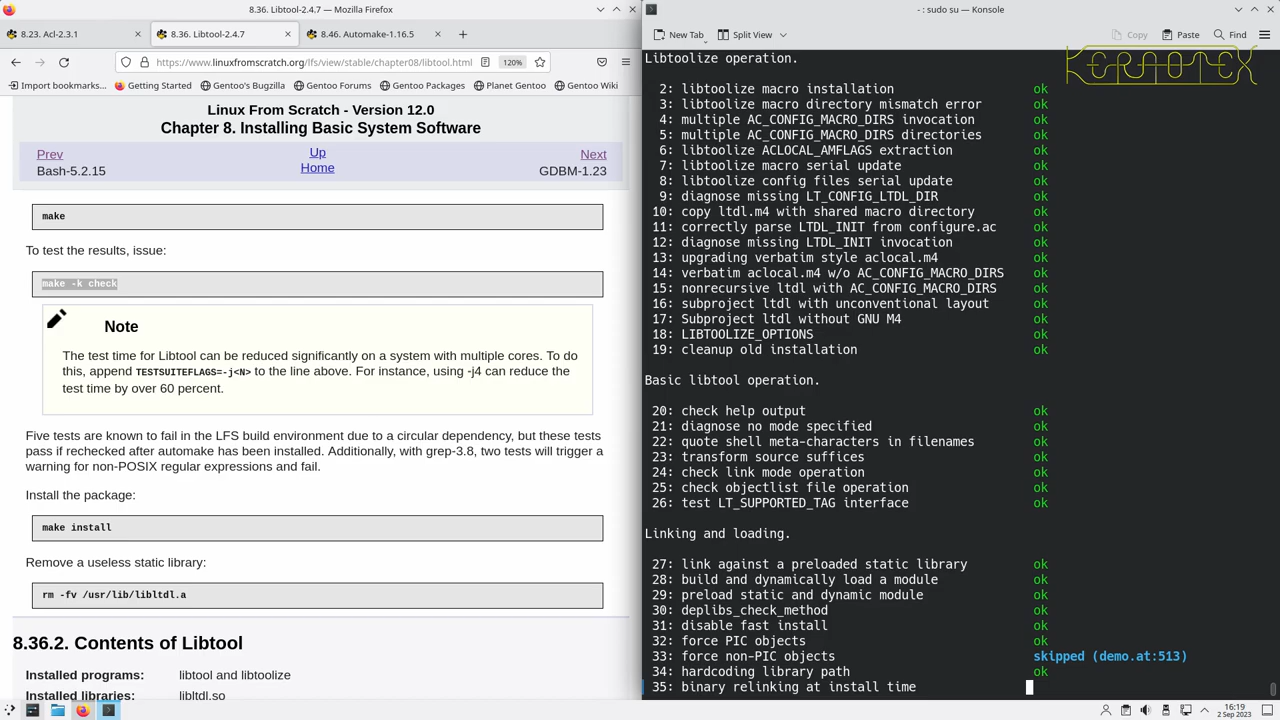 8.36. Libtool-2.4.7 — Mozilla Firefox
8.23. Acl-2.3.1
8.36. Libtool-2.4.7
8.46. Automake-1.16.5
https://www.linuxfromscratch.org/lfs/view/stable/chapter08/libtool.html
120%
Import bookmarks...
Getting Started
Gentoo's Bugzilla
Gentoo Forums
Gentoo Packages
Planet Gentoo
Gentoo Wiki
Linux From Scratch - Version 12.0
Chapter 8. Installing Basic System Software
Prev
Up
Next
Bash-5.2.15
Home
GDBM-1.23
make
To test the results, issue:
make -k check
Note
The test time for Libtool can be reduced significantly on a system with multiple cores. To do
this, append TESTSUITEFLAGS=-j<N> to the line above. For instance, using -j4 can reduce the
test time by over 60 percent.
Five tests are known to fail in the LFS build environment due to a circular dependency, but these tests
pass if rechecked after automake has been installed. Additionally, with grep-3.8, two tests will trigger a
warning for non-POSIX regular expressions and fail.
Install the package:
make install
Remove a useless static library:
rm -fv /usr/lib/libltdl.a
8.36.2. Contents of Libtool
Installed programs: libtool and libtoolize
Installed libraries: libltdl.so
- : sudo su — Konsole
New Tab
Split View
Copy
Paste
Find
KERNOTEX
Libtoolize operation.
2: libtoolize macro installation ok
3: libtoolize macro directory mismatch error ok
4: multiple AC_CONFIG_MACRO_DIRS invocation ok
5: multiple AC_CONFIG_MACRO_DIRS directories ok
6: libtoolize ACLOCAL_AMFLAGS extraction ok
7: libtoolize macro serial update ok
8: libtoolize config files serial update ok
9: diagnose missing LT_CONFIG_LTDL_DIR ok
10: copy ltdl.m4 with shared macro directory ok
11: correctly parse LTDL_INIT from configure.ac ok
12: diagnose missing LTDL_INIT invocation ok
13: upgrading verbatim style aclocal.m4 ok
14: verbatim aclocal.m4 w/o AC_CONFIG_MACRO_DIRS ok
15: nonrecursive ltdl with AC_CONFIG_MACRO_DIRS ok
16: subproject ltdl with unconventional layout ok
17: Subproject ltdl without GNU M4 ok
18: LIBTOOLIZE_OPTIONS ok
19: cleanup old installation ok
Basic libtool operation.
20: check help output ok
21: diagnose no mode specified ok
22: quote shell meta-characters in filenames ok
23: transform source suffices ok
24: check link mode operation ok
25: check objectlist file operation ok
26: test LT_SUPPORTED_TAG interface ok
Linking and loading.
27: link against a preloaded static library ok
28: build and dynamically load a module ok
29: preload static and dynamic module ok
30: deplibs_check_method ok
31: disable fast install ok
32: force PIC objects ok
33: force non-PIC objects skipped (demo.at:513)
34: hardcoding library path ok
35: binary relinking at install time
16:19
2 Sep 2023